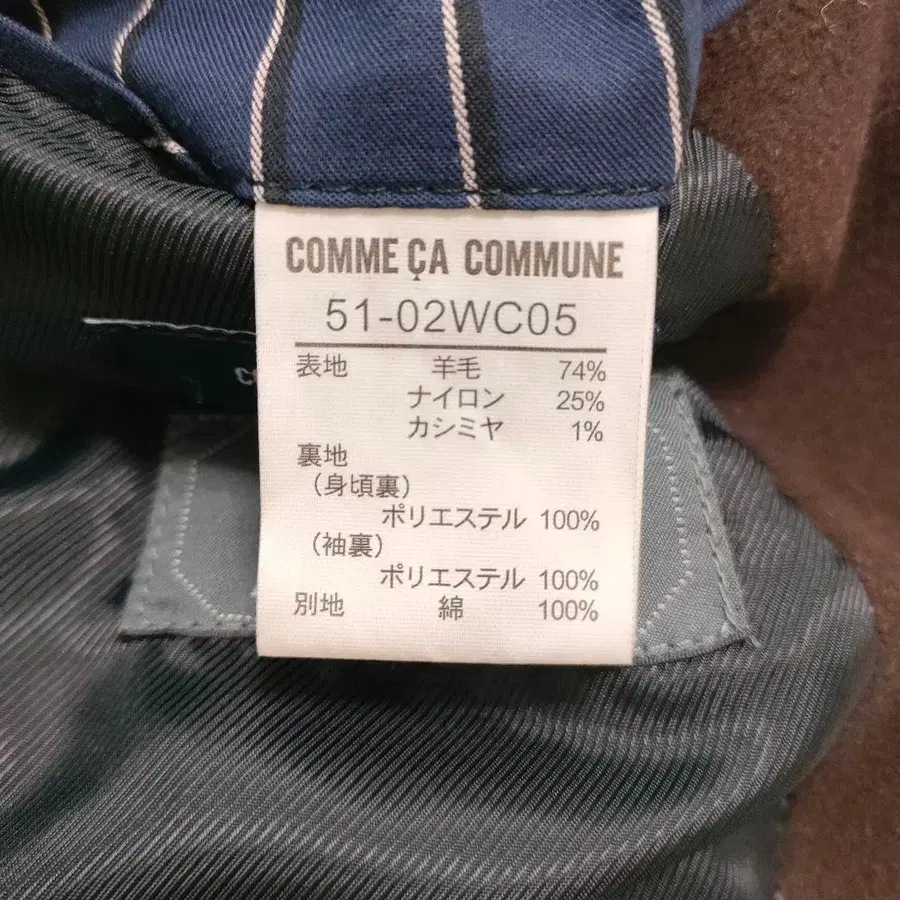 COMME ÇA COMMUNE
51-02WC05
表地 羊毛 74%
ナイロン 25%
カシミヤ 1%
裏地
(身頃裏)
ポリエステル 100%
(袖裏)
ポリエステル 100%
別地 綿 100%